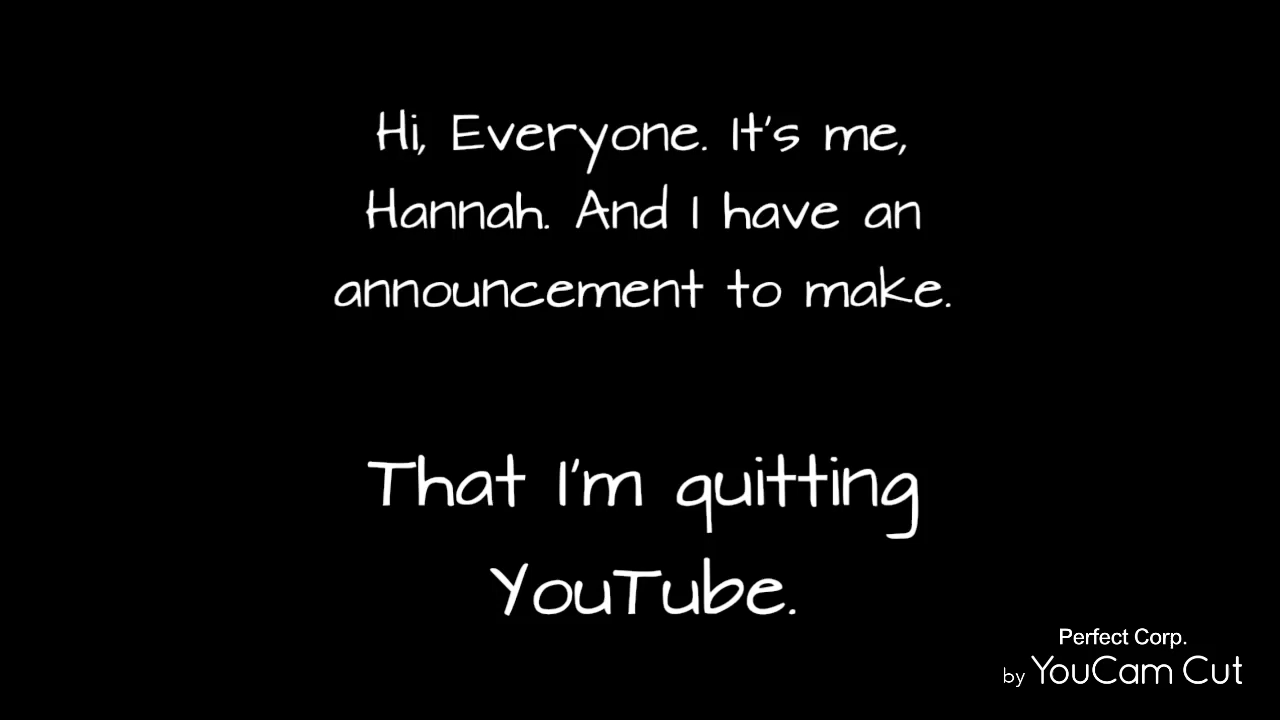 Hi, Everyone. It's me,
Hannah. And I have an
announcement to make.
That I'm quitting
YouTube.
Perfect Corp.
by YouCam Cut